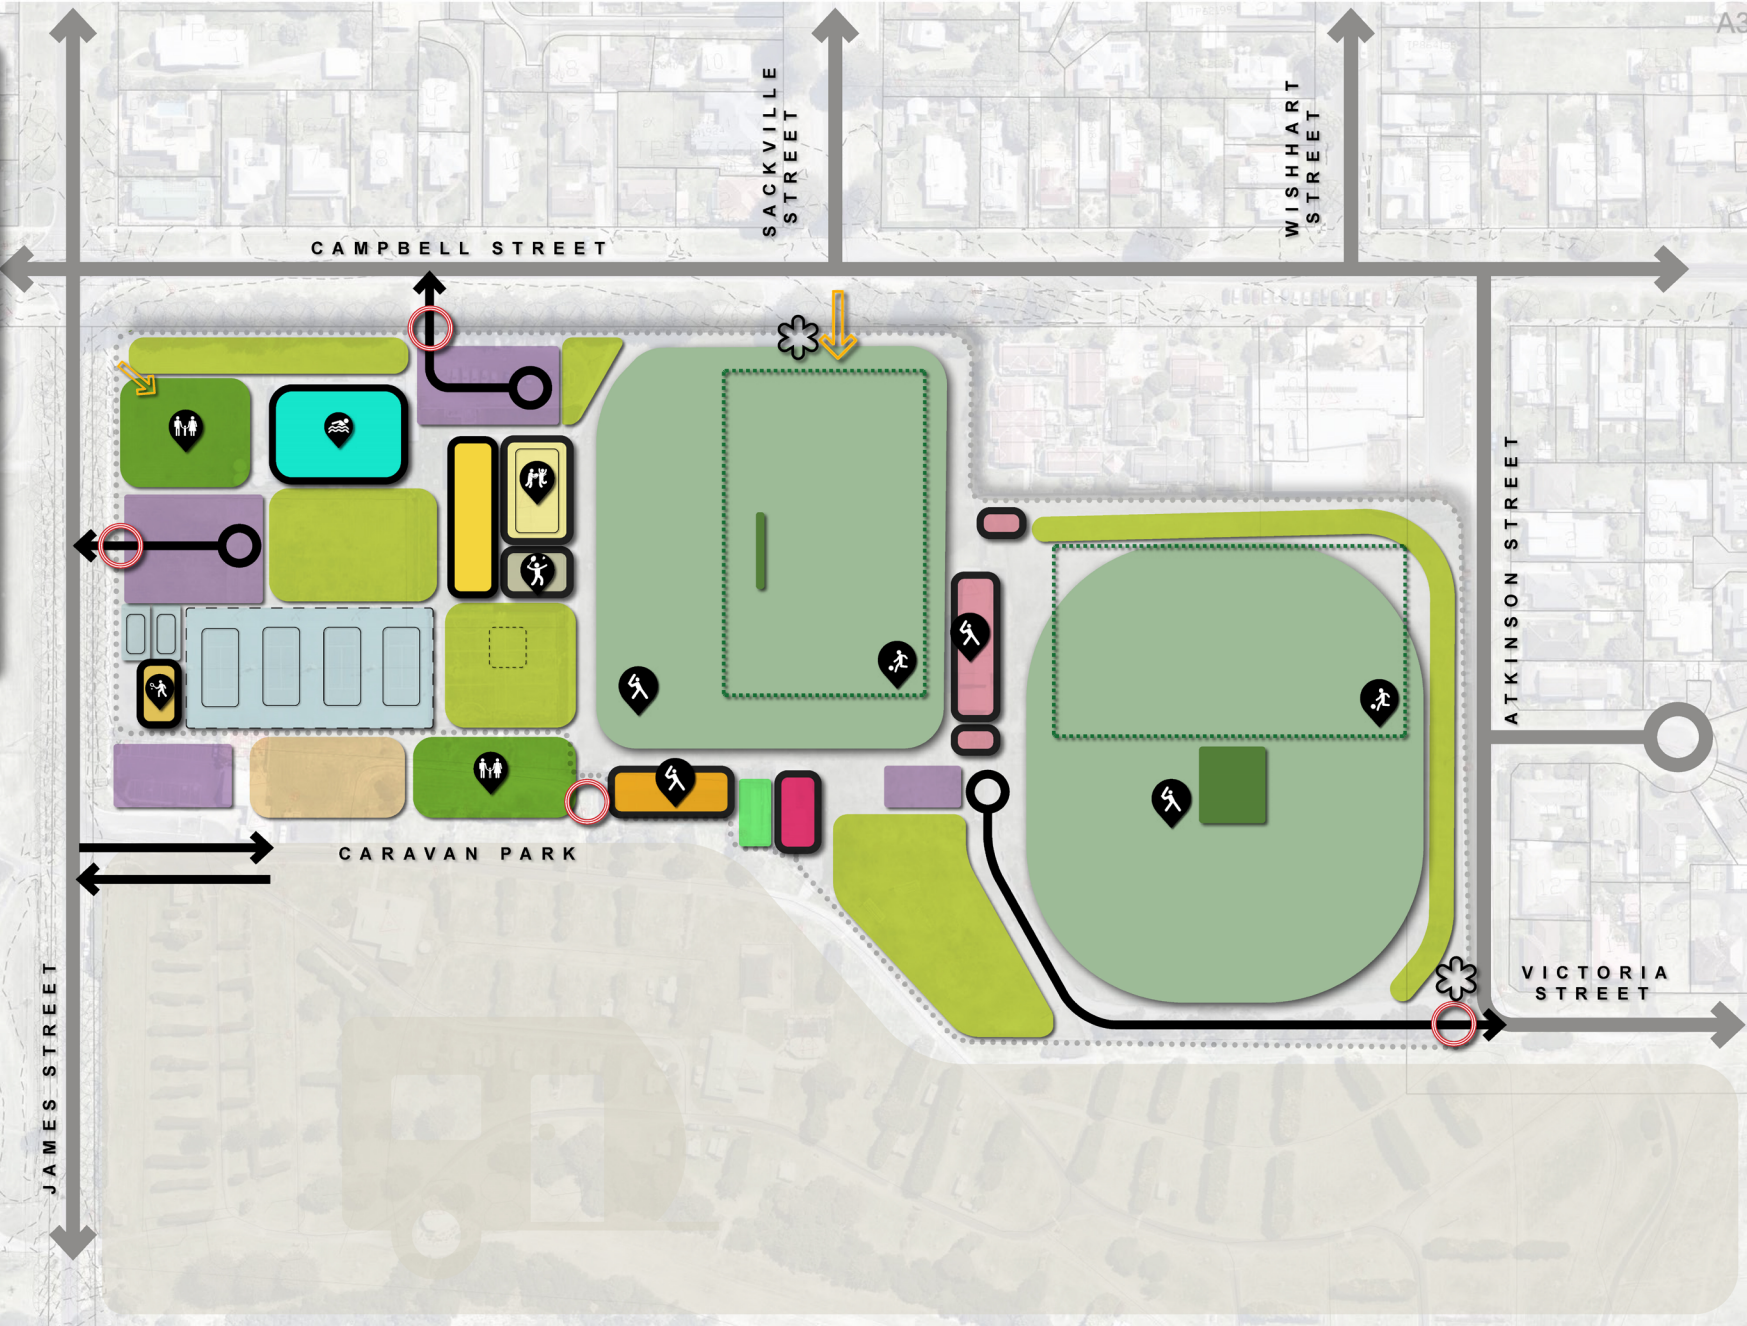 A3
SACKVILLE
STREET
WISHHART
STREET
CAMPBELL STREET
ATKINSON STREET
CARAVAN PARK
JAMES STREET
VICTORIA
STREET